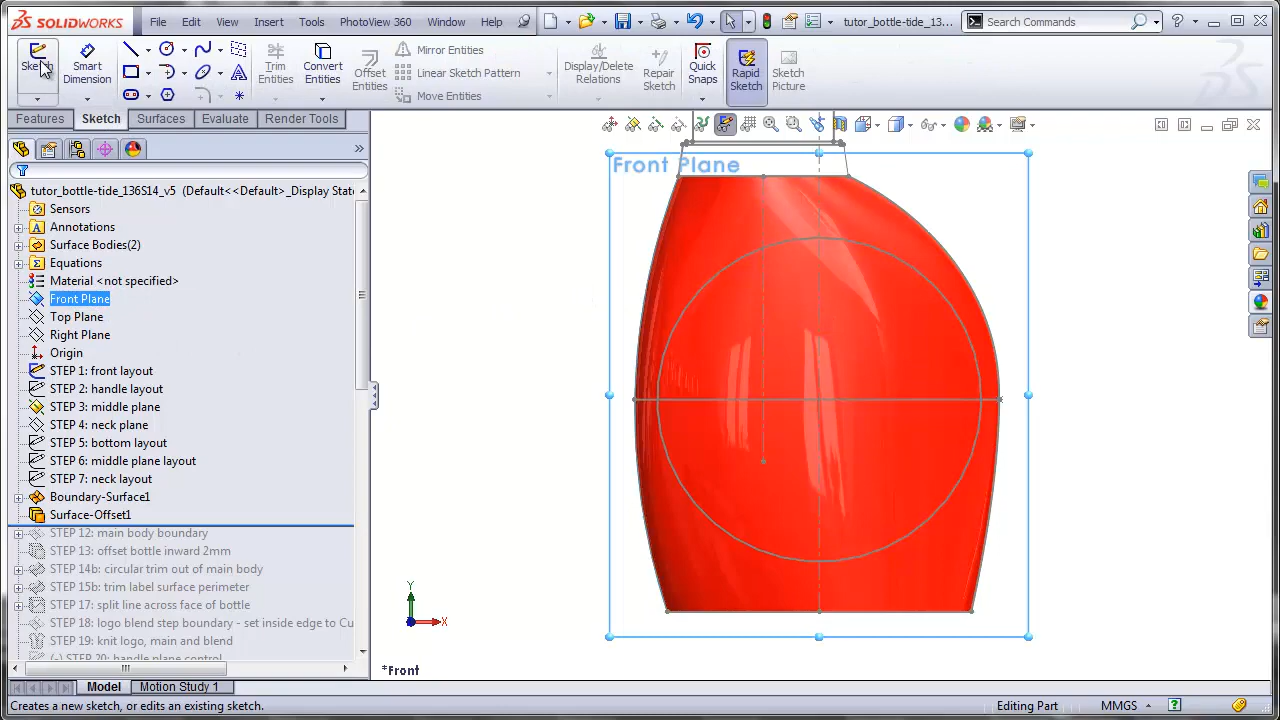 SOLIDWORKS File Edit View Insert Tools PhotoView 360 Window Help tutor_bottle-tide_13... Search Commands
Sketch Smart Dimension Trim Entities Convert Entities Offset Entities Mirror Entities Linear Sketch Pattern Move Entities Display/Delete Relations Repair Sketch Quick Snaps Rapid Sketch Sketch Picture
Features Sketch Surfaces Evaluate Render Tools
tutor_bottle-tide_136S14_v5 (Default<<Default>_Display State
Sensors
Annotations
Surface Bodies(2)
Equations
Material <not specified>
Front Plane
Top Plane
Right Plane
Origin
STEP 1: front layout
STEP 2: handle layout
STEP 3: middle plane
STEP 4: neck plane
STEP 5: bottom layout
STEP 6: middle plane layout
STEP 7: neck layout
Boundary-Surface1
Surface-Offset1
STEP 12: main body boundary
STEP 13: offset bottle inward 2mm
STEP 14b: circular trim out of main body
STEP 15b: trim label surface perimeter
STEP 17: split line across face of bottle
STEP 18: logo blend step boundary - set inside edge to Cu
STEP 19: knit logo, main and blend
(-) STEP 20: handle plane control
Front Plane
Y
X
*Front
Model Motion Study 1
Creates a new sketch, or edits an existing sketch. Editing Part MMGS